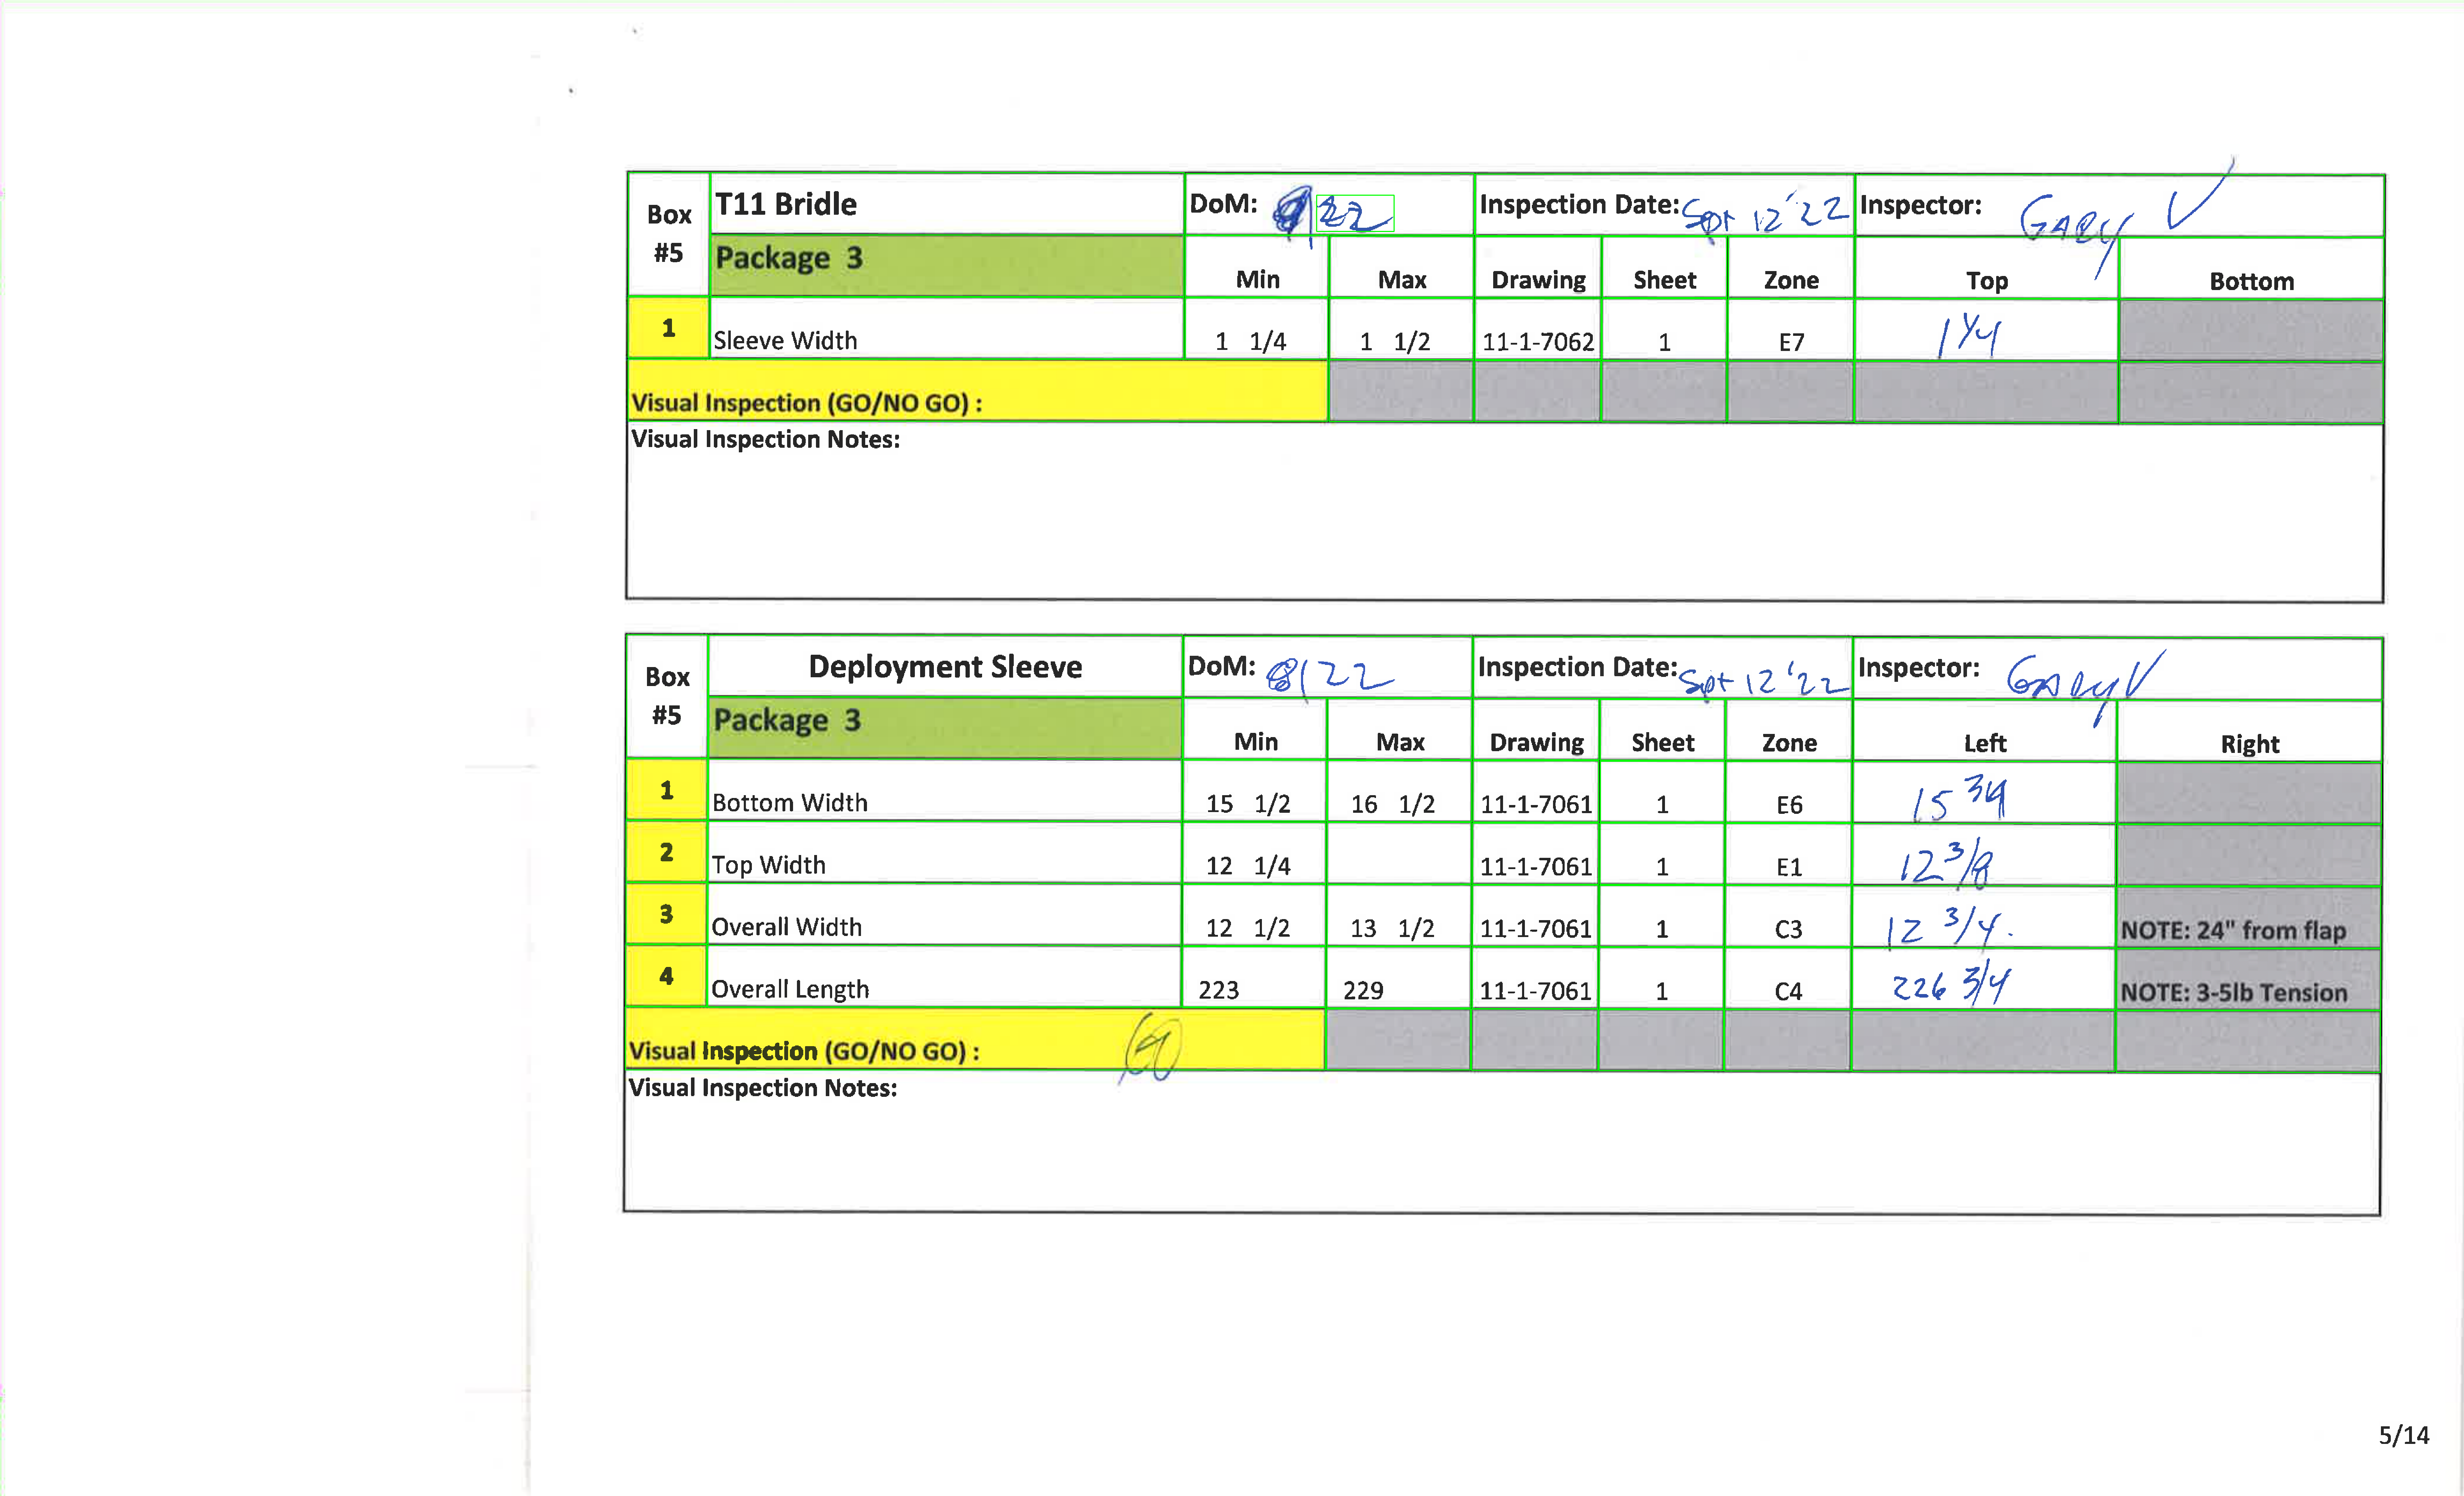 Box #5 T11 Bridle DoM: /22 Inspection Date: Sept 12 '22 Inspector: GARY V
Package 3 Min Max Drawing Sheet Zone Top Bottom
1 Sleeve Width 1 1/4 1 1/2 11-1-7062 1 E7 1 1/4
Visual Inspection (GO/NO GO) :
Visual Inspection Notes:
Box #5 Deployment Sleeve DoM: 8/22 Inspection Date: Sept 12 '22 Inspector: GARY V
Package 3 Min Max Drawing Sheet Zone Left Right
1 Bottom Width 15 1/2 16 1/2 11-1-7061 1 E6 15 3/4
2 Top Width 12 1/4 11-1-7061 1 E1 12 3/8
3 Overall Width 12 1/2 13 1/2 11-1-7061 1 C3 12 3/4. NOTE: 24" from flap
4 Overall Length 223 229 11-1-7061 1 C4 226 3/4 NOTE: 3-5lb Tension
Visual Inspection (GO/NO GO) :
Visual Inspection Notes:
5/14